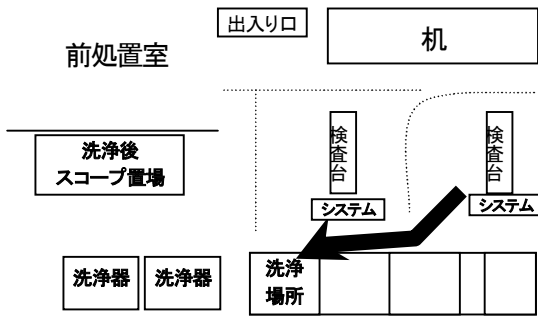 出入り口
机
前処置室
検査台
検査台
洗浄後
スコープ置場
システム
システム
洗浄器
洗浄器
洗浄
場所